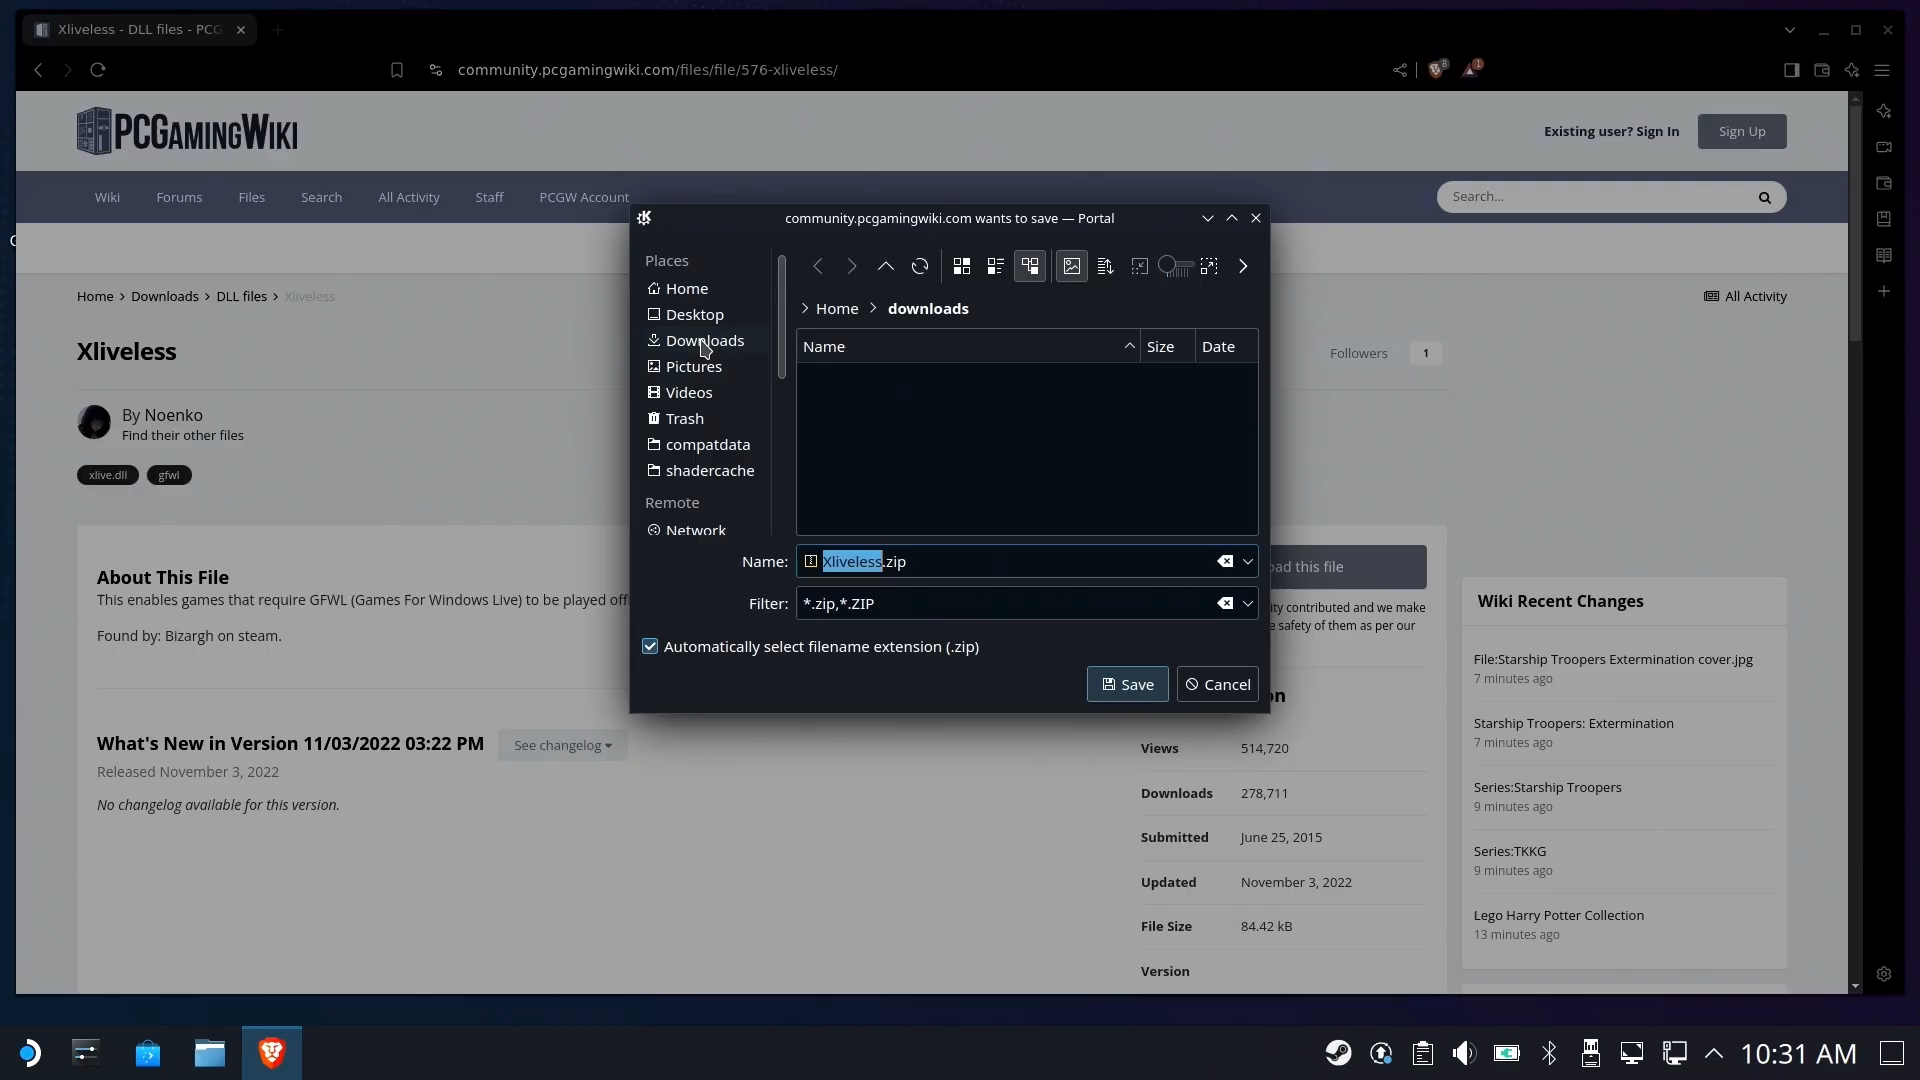 Xliveless - DLL files - PCG
community.pcgamingwiki.com/files/file/576-xliveless/
8
1
PCGamingWiki
Existing user? Sign In
Sign Up
Wiki
Forums
Files
Search
All Activity
Staff
PCGW Account
Search...
Home > Downloads > DLL files > Xliveless
All Activity
Xliveless
Followers
1
By Noenko
Find their other files
xlive.dll
gfwl
About This File
This enables games that require GFWL (Games For Windows Live) to be played off
Found by: Bizargh on steam.
What's New in Version 11/03/2022 03:22 PM
See changelog
Released November 3, 2022
No changelog available for this version.
community.pcgamingwiki.com wants to save — Portal
Places
Home
Desktop
Downloads
Pictures
Videos
Trash
compatdata
shadercache
Remote
Network
> Home > downloads
Name
Size
Date
Name:
Xliveless.zip
Filter:
*.zip,*.ZIP
Automatically select filename extension (.zip)
Save
Cancel
ad this file
ity contributed and we make
e safety of them as per our
on
Views
514,720
Downloads
278,711
Submitted
June 25, 2015
Updated
November 3, 2022
File Size
84.42 kB
Version
Wiki Recent Changes
File:Starship Troopers Extermination cover.jpg
7 minutes ago
Starship Troopers: Extermination
7 minutes ago
Series:Starship Troopers
9 minutes ago
Series:TKKG
9 minutes ago
Lego Harry Potter Collection
13 minutes ago
10:31 AM